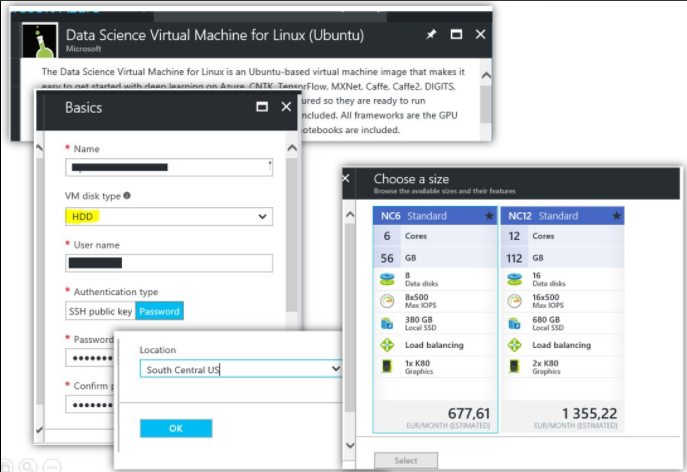 Data Science Virtual Machine for Linux (Ubuntu)
Microsoft
The Data Science Virtual Machine for Linux is an Ubuntu-based virtual machine image that makes it
easy to get started with deep learning on Azure. CNTK, TensorFlow, MXNet, Caffe, Caffe2, DIGITS,
ured so they are ready to run
ncluded. All frameworks are the GPU
notebooks are included.
Basics
* Name
VM disk type
HDD
* User name
* Authentication type
SSH public key Password
* Password
* Confirm p
Location
South Central US
OK
Choose a size
Browse the available sizes and their features
NC6 Standard
6 Cores
56 GB
8
Data disks
8x500
Max IOPS
380 GB
Local SSD
Load balancing
1x K80
Graphics
677,61
EUR/MONTH (ESTIMATED)
NC12 Standard
12 Cores
112 GB
16
Data disks
16x500
Max IOPS
680 GB
Local SSD
Load balancing
2x K80
Graphics
1 355,22
EUR/MONTH (ESTIMATED)
Select